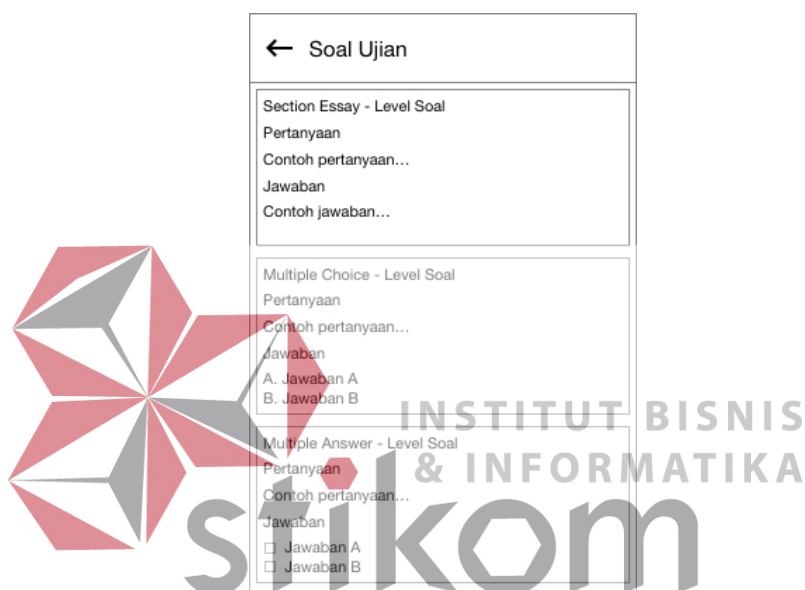 ← Soal Ujian
Section Essay - Level Soal
Pertanyaan
Contoh pertanyaan...
Jawaban
Contoh jawaban...
Multiple Choice - Level Soal
Pertanyaan
Contoh pertanyaan...
Jawaban
A. Jawaban A
B. Jawaban B
INSTITUT BISNIS
Multiple Answer - Level Soal
Pertanyaan
& INFORMATIKA
Contoh pertanyaan...
Jawaban
☐ Jawaban A
☐ Jawaban B
stikom